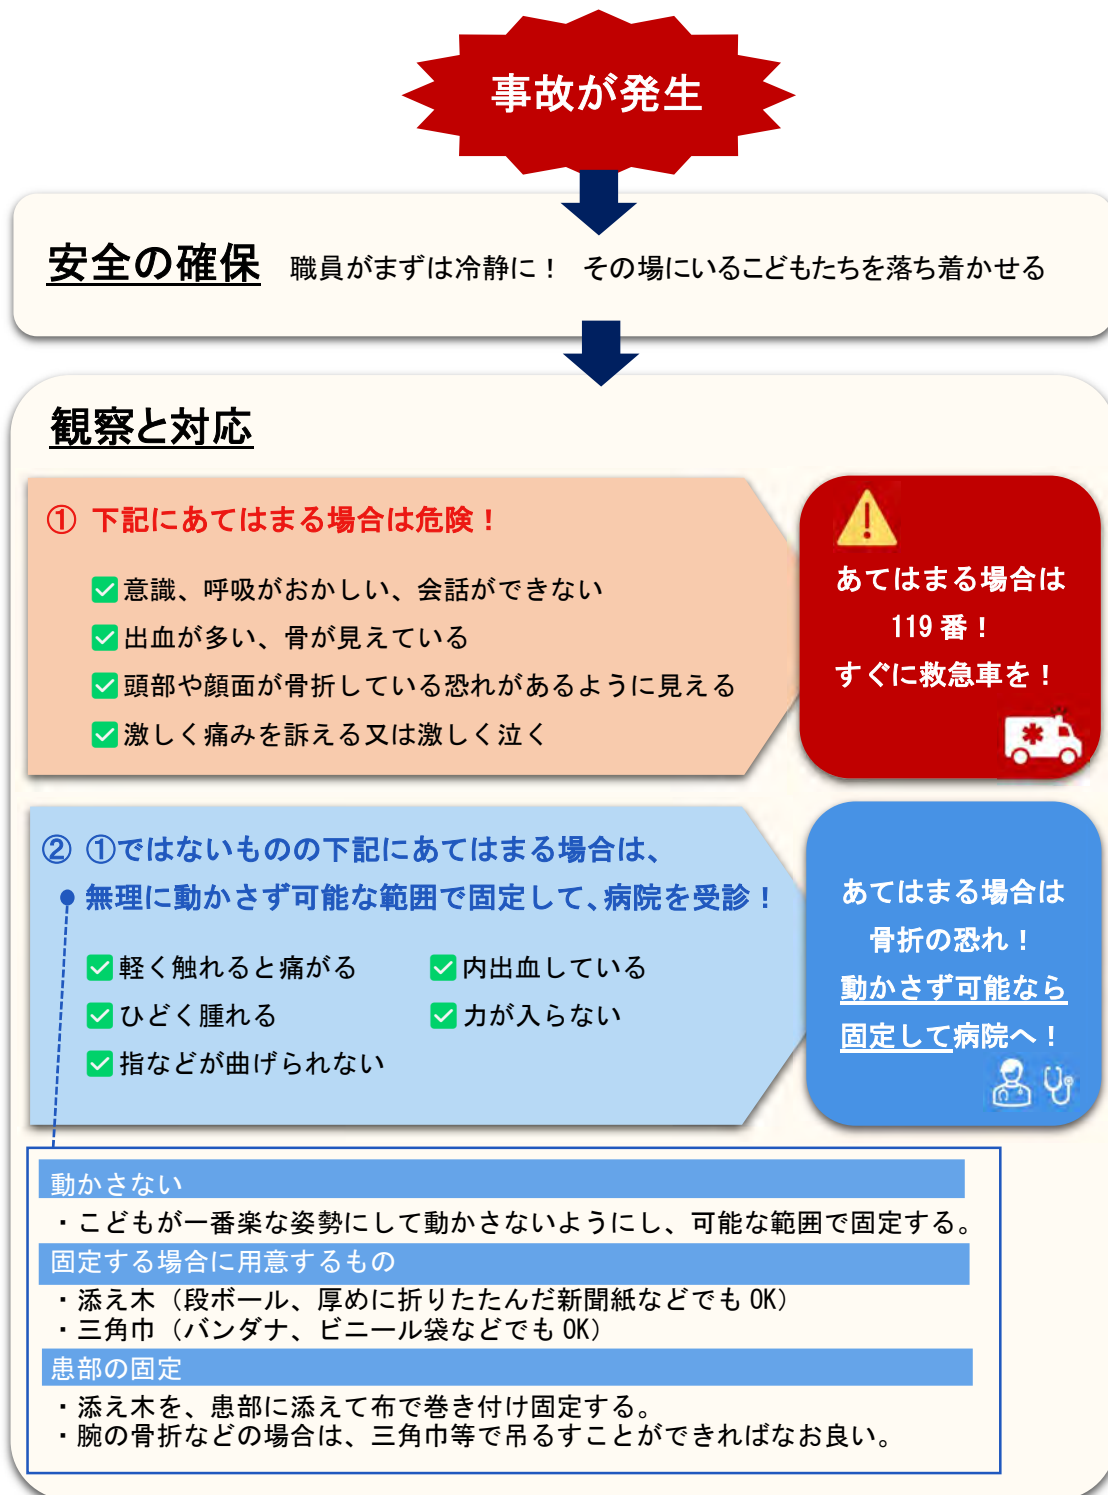 事故が発生
安全の確保 職員がまずは冷静に！ その場にいるこどもたちを落ち着かせる
観察と対応
① 下記にあてはまる場合は危険！
意識、呼吸がおかしい、会話ができない
出血が多い、骨が見えている
頭部や顔面が骨折している恐れがあるように見える
激しく痛みを訴える又は激しく泣く
あてはまる場合は
119番！
すぐに救急車を！
② ①ではないものの下記にあてはまる場合は、
無理に動かさず可能な範囲で固定して、病院を受診！
軽く触れると痛がる 内出血している
ひどく腫れる 力が入らない
指などが曲げられない
あてはまる場合は
骨折の恐れ！
動かさず可能なら
固定して病院へ！
動かさない
・こどもが一番楽な姿勢にして動かさないようにし、可能な範囲で固定する。
固定する場合に用意するもの
・添え木（段ボール、厚めに折りたたんだ新聞紙などでもOK）
・三角巾（バンダナ、ビニール袋などでもOK）
患部の固定
・添え木を、患部に添えて布で巻き付け固定する。
・腕の骨折などの場合は、三角巾等で吊るすことができればなお良い。